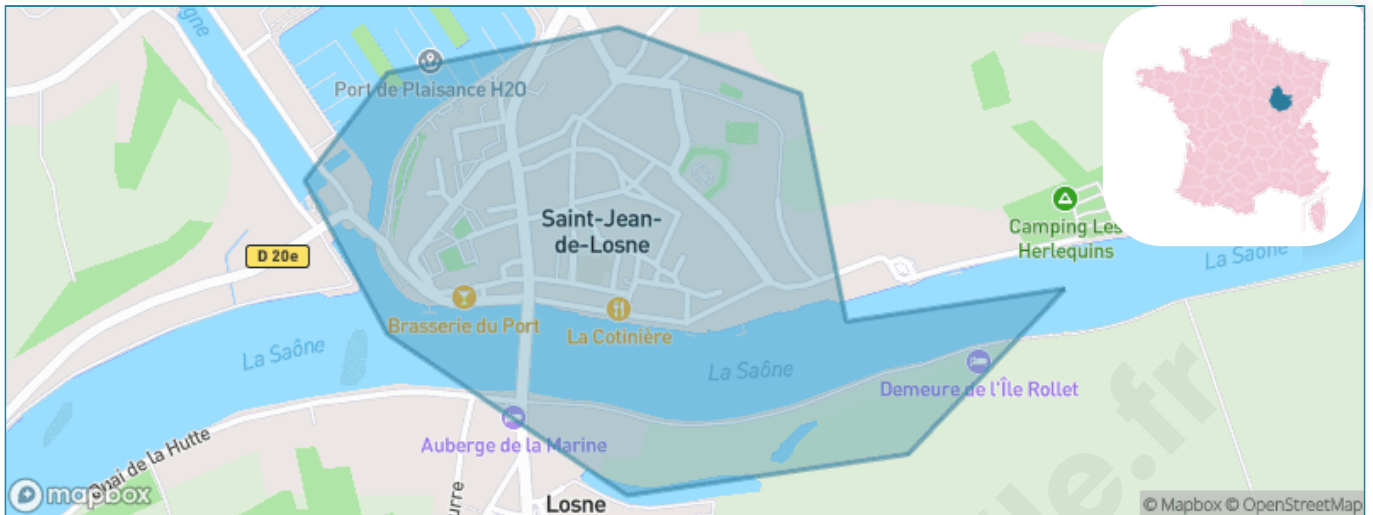 Port de Plaisance H2O
Saint-Jean-
de-Losne
Camping Les
Herlequins
D 20e
La Saône
Brasserie du Port
La Cotinière
La Saône
La Saône
Demeure de l'Île Rollet
Auberge de la Marine
Quai de la Hutte
Losne
mapbox
© Mapbox © OpenStreetMap